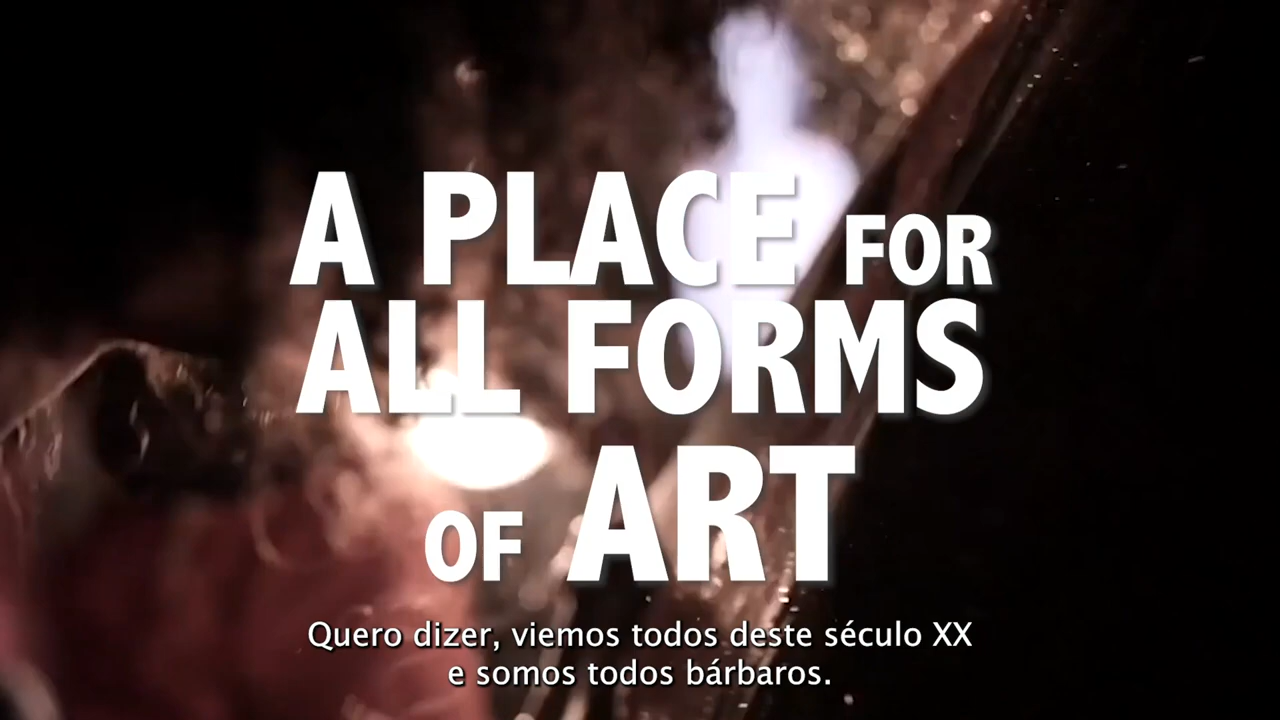 A PLACE FOR
ALL FORMS
OF ART
Quero dizer, viemos todos deste século XX
e somos todos bárbaros.